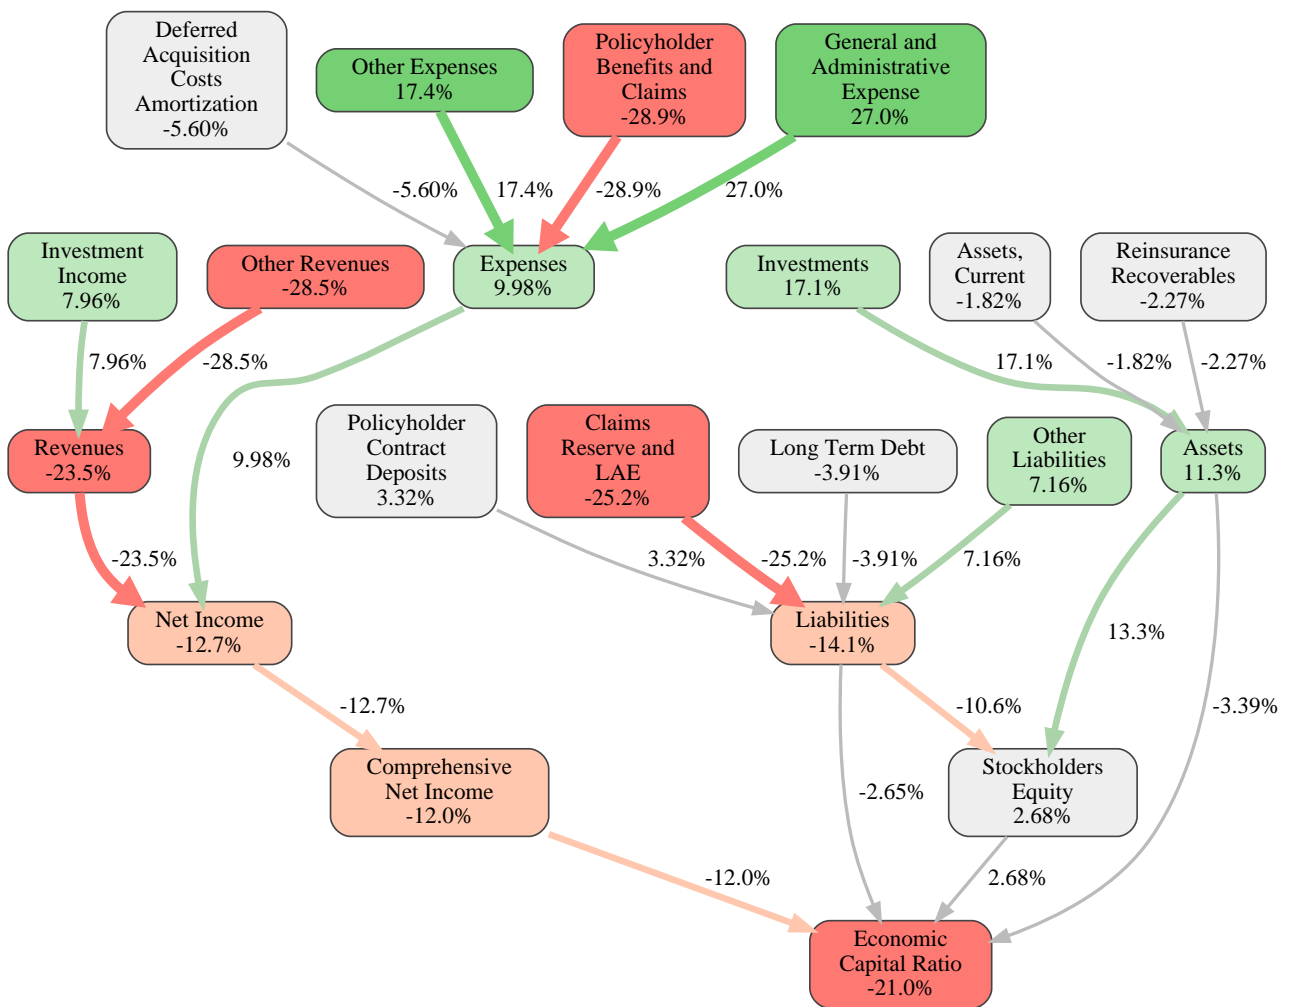 Deferred
Acquisition
Costs
Amortization
-5.60%
Other Expenses
17.4%
Policyholder
Benefits and
Claims
-28.9%
General and
Administrative
Expense
27.0%
-5.60%
17.4%
-28.9%
27.0%
Investment
Income
7.96%
Other Revenues
-28.5%
Expenses
9.98%
Investments
17.1%
Assets,
Current
-1.82%
Reinsurance
Recoverables
-2.27%
7.96%
-28.5%
17.1%
-1.82%
-2.27%
Revenues
-23.5%
9.98%
Policyholder
Contract
Deposits
3.32%
Claims
Reserve and
LAE
-25.2%
Long Term Debt
-3.91%
Other
Liabilities
7.16%
Assets
11.3%
-23.5%
3.32%
-25.2%
-3.91%
7.16%
Net Income
-12.7%
Liabilities
-14.1%
13.3%
-12.7%
-10.6%
-3.39%
Comprehensive
Net Income
-12.0%
-2.65%
Stockholders
Equity
2.68%
-12.0%
2.68%
Economic
Capital Ratio
-21.0%